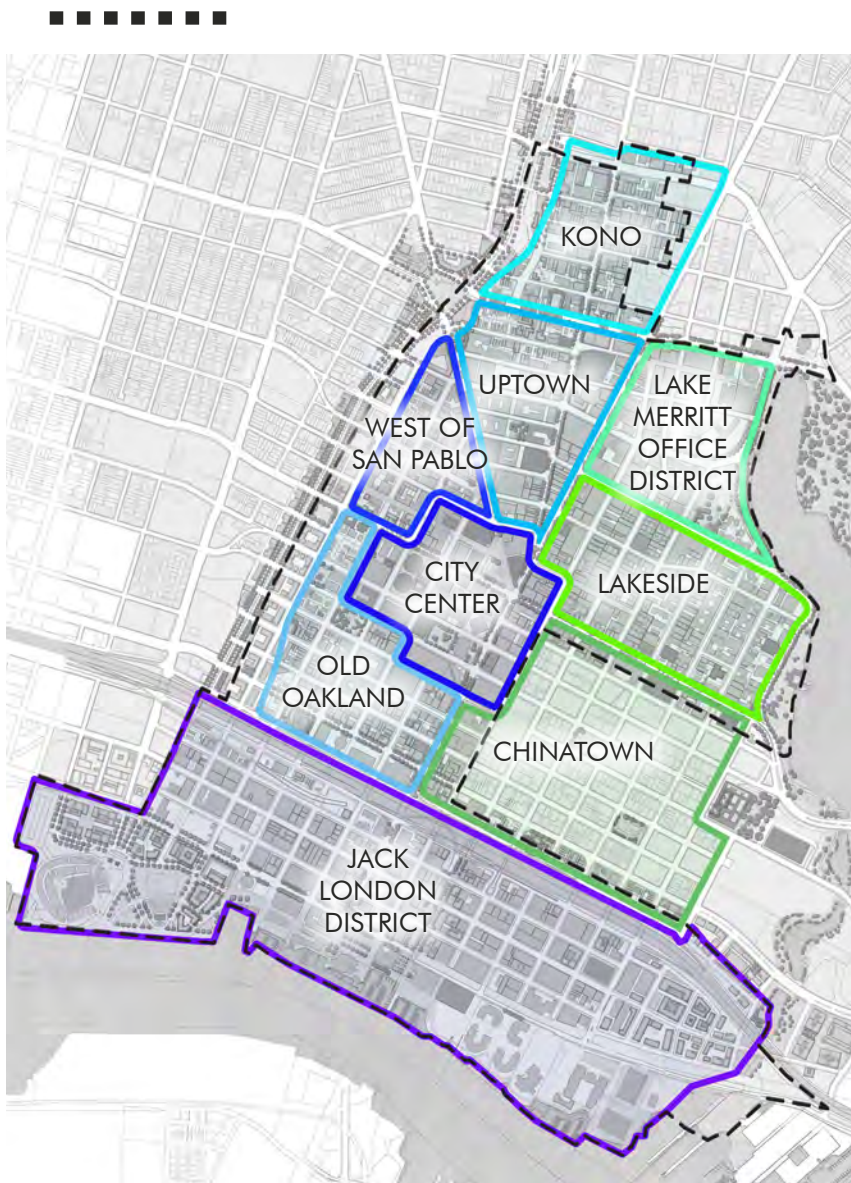 KONO
UPTOWN
LAKE
MERRITT
OFFICE
DISTRICT
WEST OF
SAN PABLO
CITY
CENTER
LAKESIDE
OLD
OAKLAND
CHINATOWN
JACK
LONDON
DISTRICT